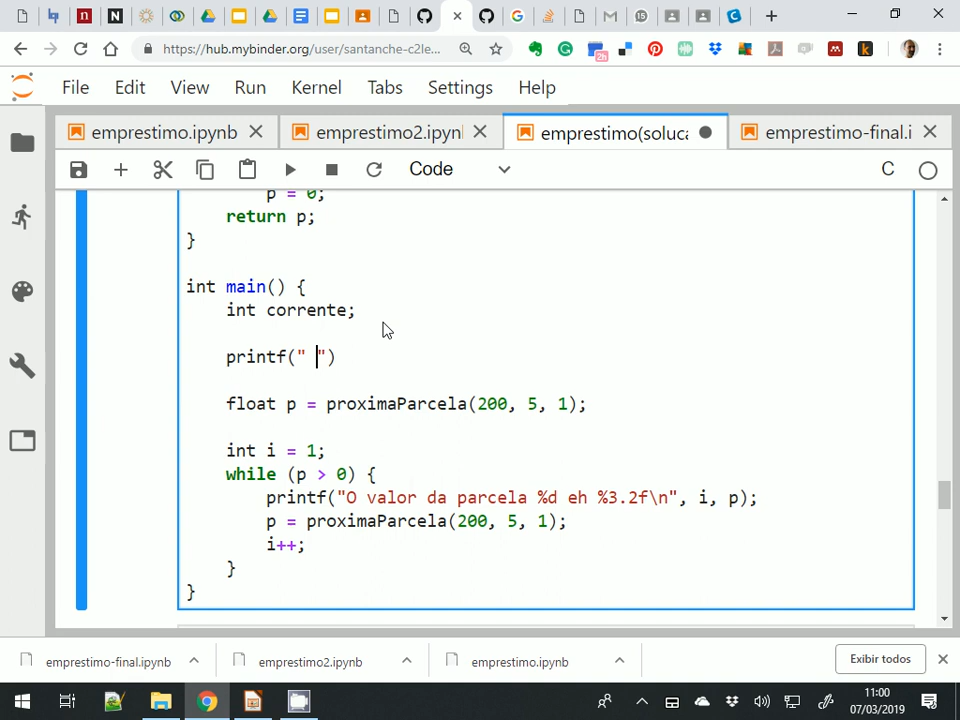 https://hub.mybinder.org/user/santanche-c2le...
File Edit View Run Kernel Tabs Settings Help
emprestimo.ipynb
emprestimo2.ipyn
emprestimo(soluca
emprestimo-final.i
Code
C
p = 0;
return p;
}
int main() {
int corrente;
printf(" ")
float p = proximaParcela(200, 5, 1);
int i = 1;
while (p > 0) {
printf("O valor da parcela %d eh %3.2f\n", i, p);
p = proximaParcela(200, 5, 1);
i++;
}
}
emprestimo-final.ipynb
emprestimo2.ipynb
emprestimo.ipynb
Exibir todos
11:00
07/03/2019